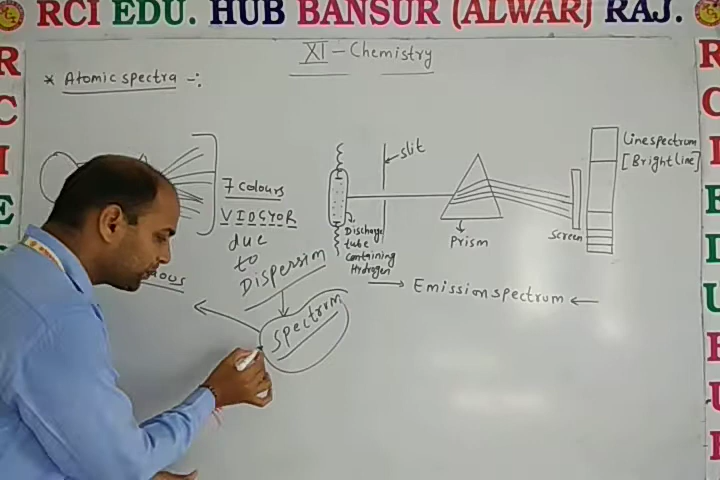 RCI EDU. HUB BANSUR (ALWAR) RAJ.
XI - Chemistry
* Atomic spectra -:
7 colours
VIBGYOR
due
to
Dispersion
spectrum
slit
Discharge
tube
containing
Hydrogen
Prism
Screen
Line spectrum
[Bright line]
Emission spectrum
R
C
I
E
R
C
I
E
D
U